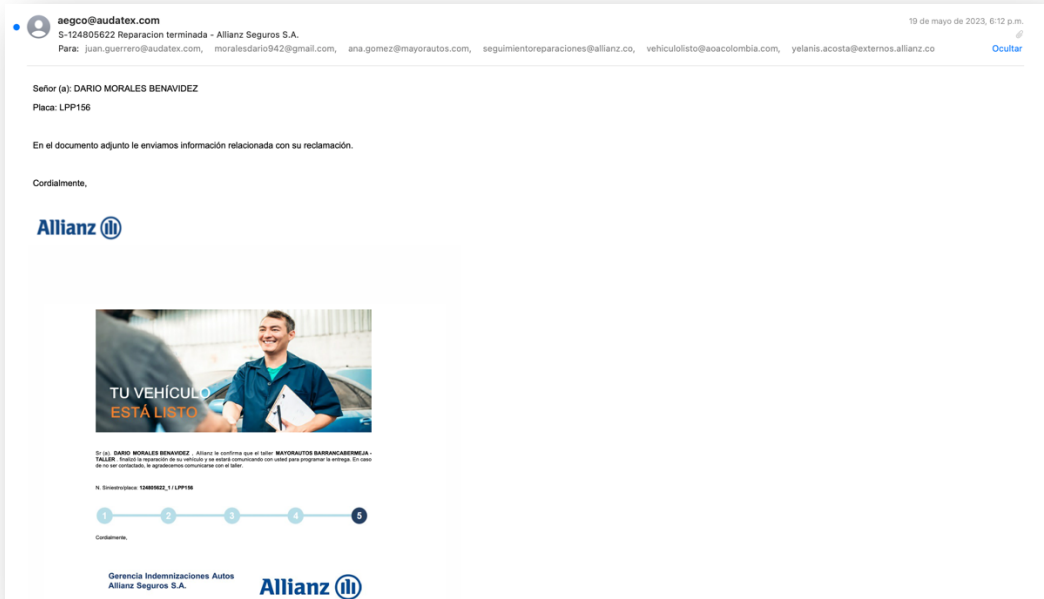 aegco@audatex.com
19 de mayo de 2023, 6:12 p.m.
S-124805622 Reparacion terminada - Allianz Seguros S.A.
Para: juan.guerrero@audatex.com, moralesdario942@gmail.com, ana.gomez@mayorautos.com, seguimientoreparaciones@allianz.co, vehiculolisto@aoacolombia.com, yelanis.acosta@externos.allianz.co
Ocultar
Señor (a): DARIO MORALES BENAVIDEZ
Placa: LPP156
En el documento adjunto le enviamos información relacionada con su reclamación.
Cordialmente,
Allianz
TU VEHÍCULO
ESTÁ LISTO
Sr (a). DARIO MORALES BENAVIDEZ , Allianz le confirma que el taller MAYORAUTOS BARRANCABERMEJA -
TALLER . finalizó la reparación de su vehículo y se estará comunicando con usted para programar la entrega. En caso
de no ser contactado, le agradecemos comunicarse con el taller.
N. Siniestro/placa: 124805622_1 / LPP156
1 2 3 4 5
Cordialmente,
Gerencia Indemnizaciones Autos
Allianz Seguros S.A.
Allianz